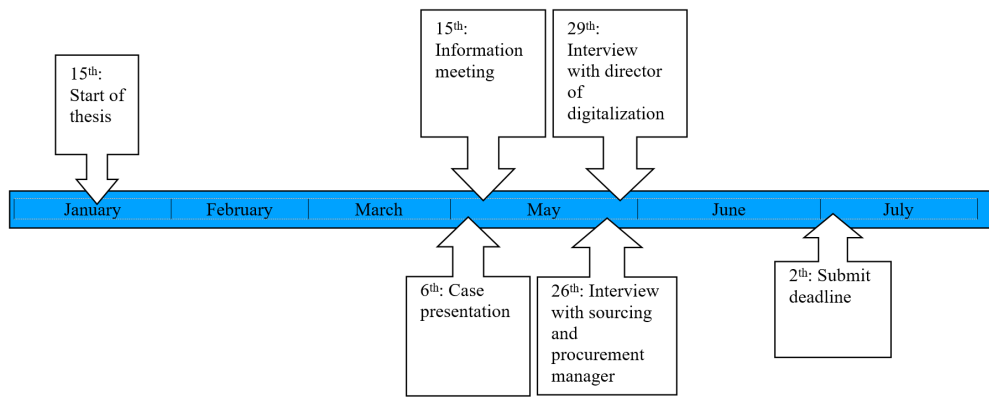 15th:
Start of
thesis
15th:
Information
meeting
29th:
Interview
with director
of
digitalization
January
February
March
May
June
July
6th: Case
presentation
26th: Interview
with sourcing
and
procurement
manager
2th: Submit
deadline